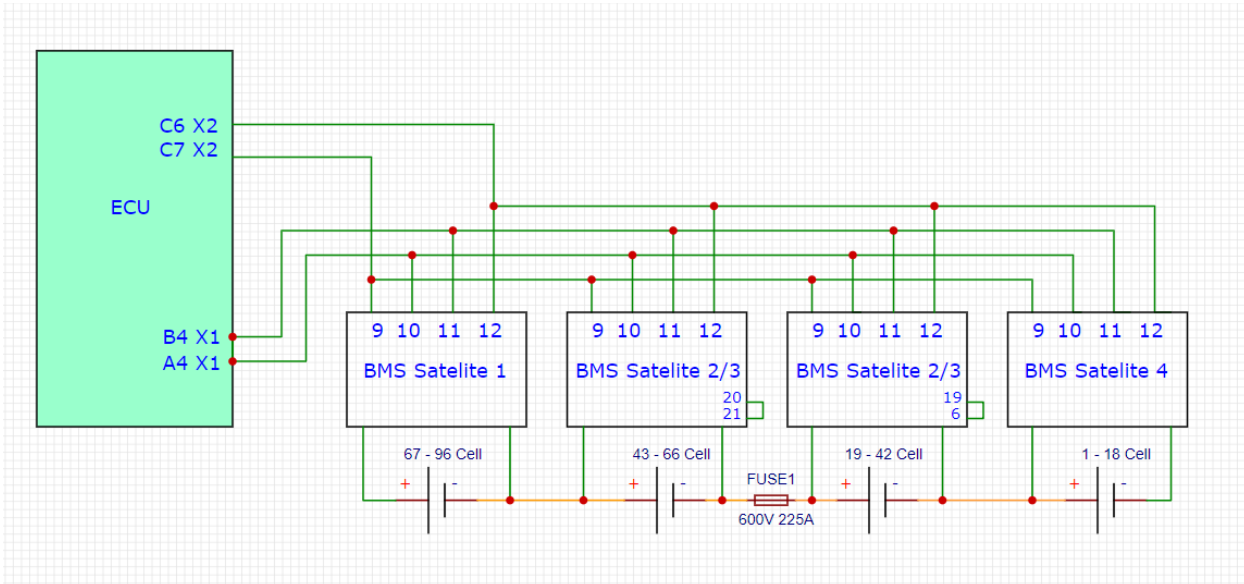 C6 X2
C7 X2
ECU
B4 X1
A4 X1
9 10 11 12
BMS Satelite 1
9 10 11 12
BMS Satelite 2/3
20
21
9 10 11 12
BMS Satelite 2/3
19
6
9 10 11 12
BMS Satelite 4
67 - 96 Cell
+ -
43 - 66 Cell
+ -
FUSE1
600V 225A
19 - 42 Cell
+ -
1 - 18 Cell
+ -